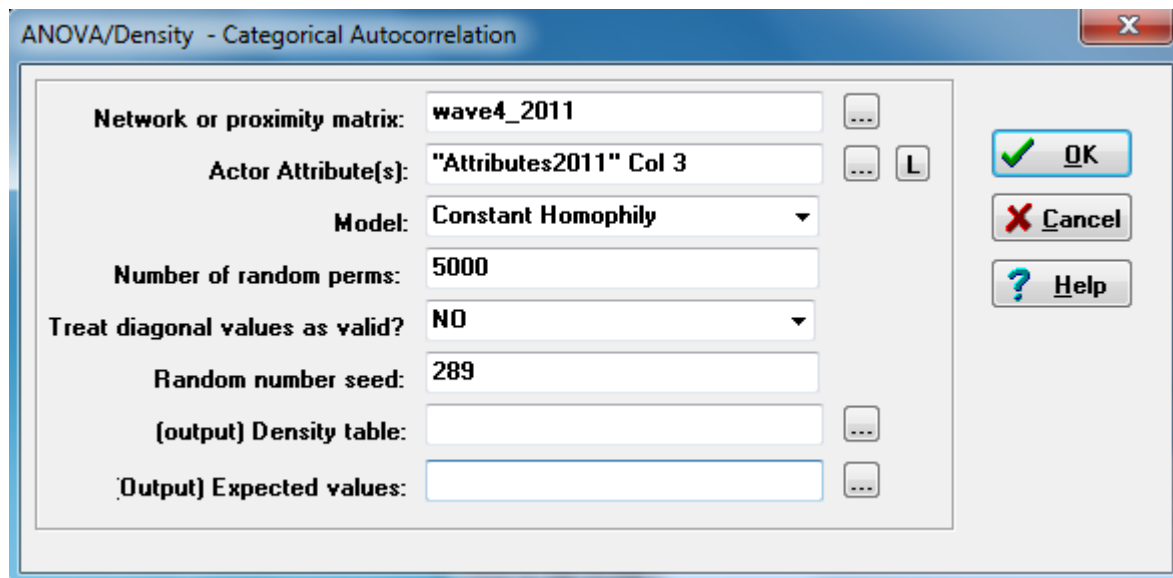 ANOVA/Density - Categorical Autocorrelation
Network or proximity matrix: wave4_2011 ...
Actor Attribute(s): "Attributes2011" Col 3 ... L
Model: Constant Homophily
Number of random perms: 5000
Treat diagonal values as valid? NO
Random number seed: 289
(output) Density table: ...
Output) Expected values: ...
OK
Cancel
Help